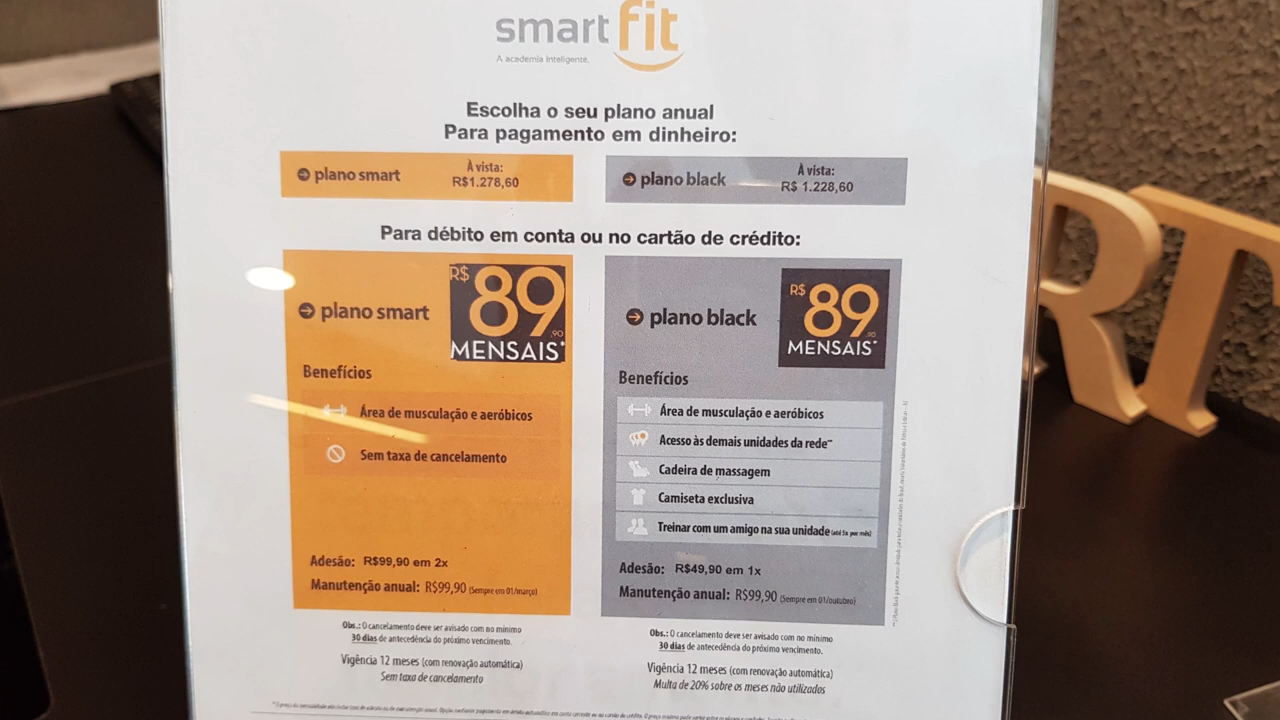 smart fit
A academia inteligente.
Escolha o seu plano anual
Para pagamento em dinheiro:
plano smart
À vista:
R$1.278,60
plano black
À vista:
R$ 1.228,60
Para débito em conta ou no cartão de crédito:
plano smart
R$ 89,90
MENSAIS*
Benefícios
Área de musculação e aeróbicos
Sem taxa de cancelamento
Adesão: R$99,90 em 2x
Manutenção anual: R$99,90 (Sempre em 01/março)
Obs.: O cancelamento deve ser avisado com no mínimo
30 dias de antecedência do próximo vencimento.
Vigência 12 meses (com renovação automática)
Sem taxa de cancelamento
plano black
R$ 89,90
MENSAIS*
Benefícios
Área de musculação e aeróbicos
Acesso às demais unidades da rede**
Cadeira de massagem
Camiseta exclusiva
Treinar com um amigo na sua unidade (até 5x por mês)
Adesão: R$49,90 em 1x
Manutenção anual: R$99,90 (Sempre em 01/outubro)
Obs.: O cancelamento deve ser avisado com no mínimo
30 dias de antecedência do próximo vencimento.
Vigência 12 meses (com renovação automática)
Multa de 20% sobre os meses não utilizados
RT